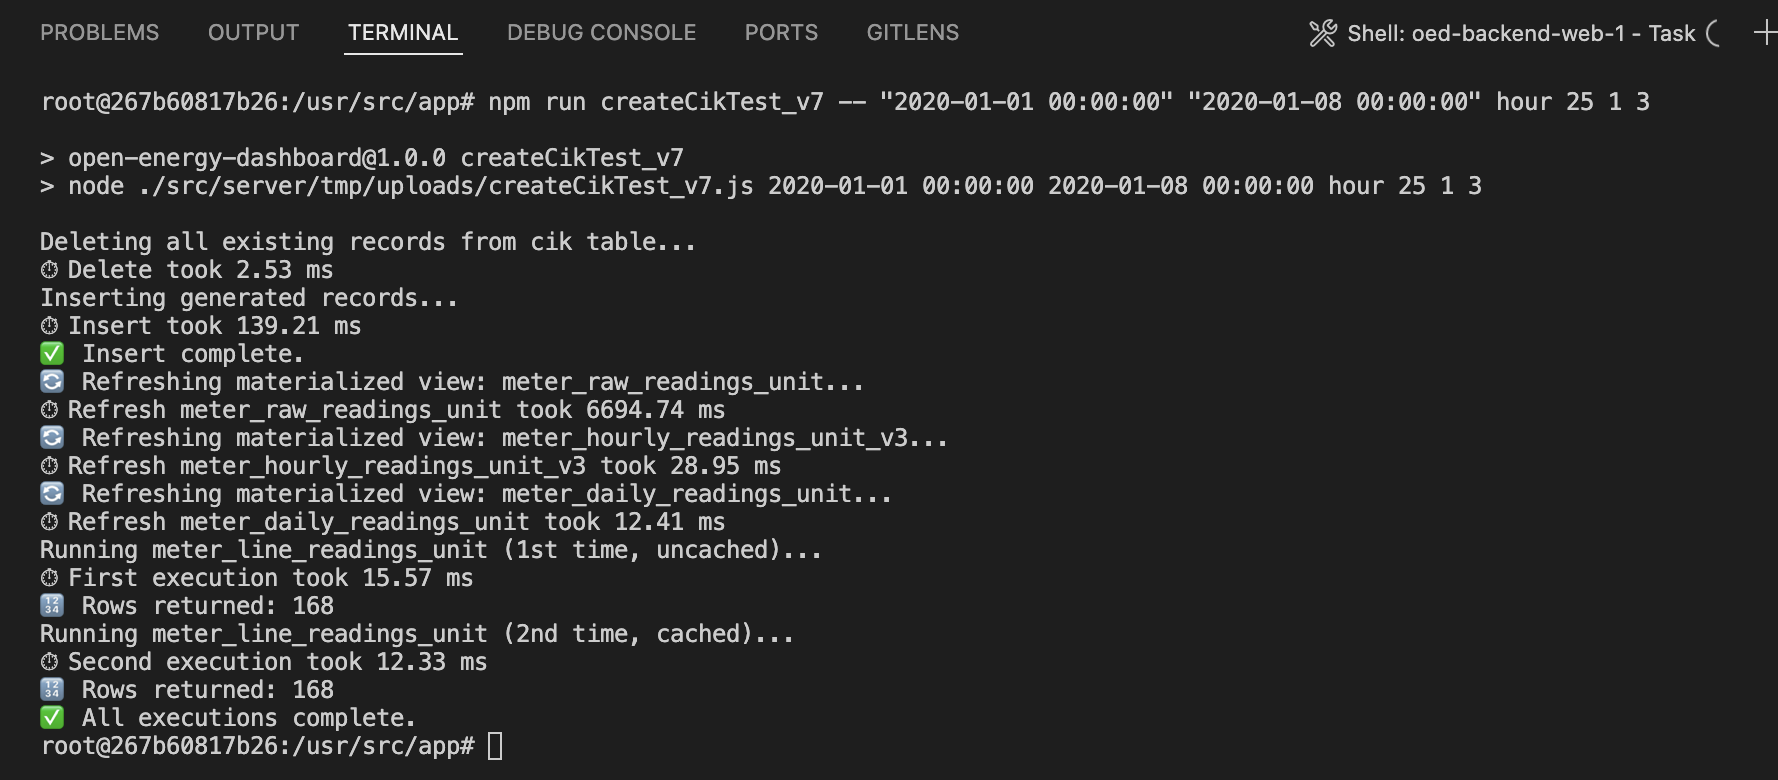 PROBLEMS OUTPUT TERMINAL DEBUG CONSOLE PORTS GITLENS Shell: oed-backend-web-1 - Task
root@267b60817b26:/usr/src/app# npm run createCikTest_v7 -- "2020-01-01 00:00:00" "2020-01-08 00:00:00" hour 25 1 3
> open-energy-dashboard@1.0.0 createCikTest_v7
> node ./src/server/tmp/uploads/createCikTest_v7.js 2020-01-01 00:00:00 2020-01-08 00:00:00 hour 25 1 3
Deleting all existing records from cik table...
⏱ Delete took 2.53 ms
Inserting generated records...
⏱ Insert took 139.21 ms
✅ Insert complete.
🔄 Refreshing materialized view: meter_raw_readings_unit...
⏱ Refresh meter_raw_readings_unit took 6694.74 ms
🔄 Refreshing materialized view: meter_hourly_readings_unit_v3...
⏱ Refresh meter_hourly_readings_unit_v3 took 28.95 ms
🔄 Refreshing materialized view: meter_daily_readings_unit...
⏱ Refresh meter_daily_readings_unit took 12.41 ms
Running meter_line_readings_unit (1st time, uncached)...
⏱ First execution took 15.57 ms
🔢 Rows returned: 168
Running meter_line_readings_unit (2nd time, cached)...
⏱ Second execution took 12.33 ms
🔢 Rows returned: 168
✅ All executions complete.
root@267b60817b26:/usr/src/app#